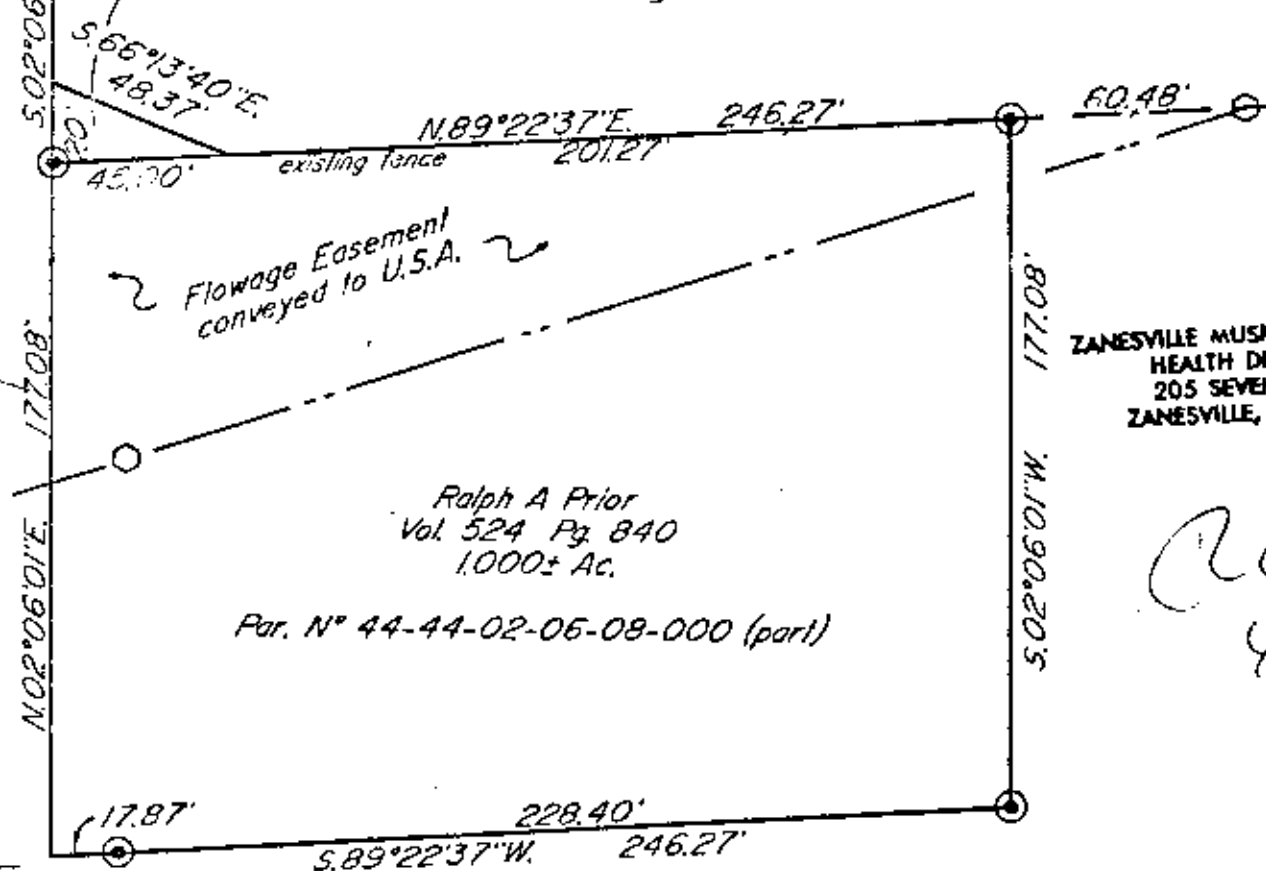 S.02°06
S.66°13'40"E.
48.37'
20.
N.89°22'37"E. 246.27'
60.48'
existing fence 201.27'
45.00'
Flowage Easement
conveyed to U.S.A.
177.08'
N.02°06'01"E.
177.08'
S.02°06'01"W.
ZANESVILLE MUS
HEALTH D
205 SEVE
ZANESVILLE,
Ralph A Prior
Vol. 524 Pg. 840
1.000± Ac.
Par. N° 44-44-02-06-08-000 (part)
17.87'
228.40'
S.89°22'37"W. 246.27'